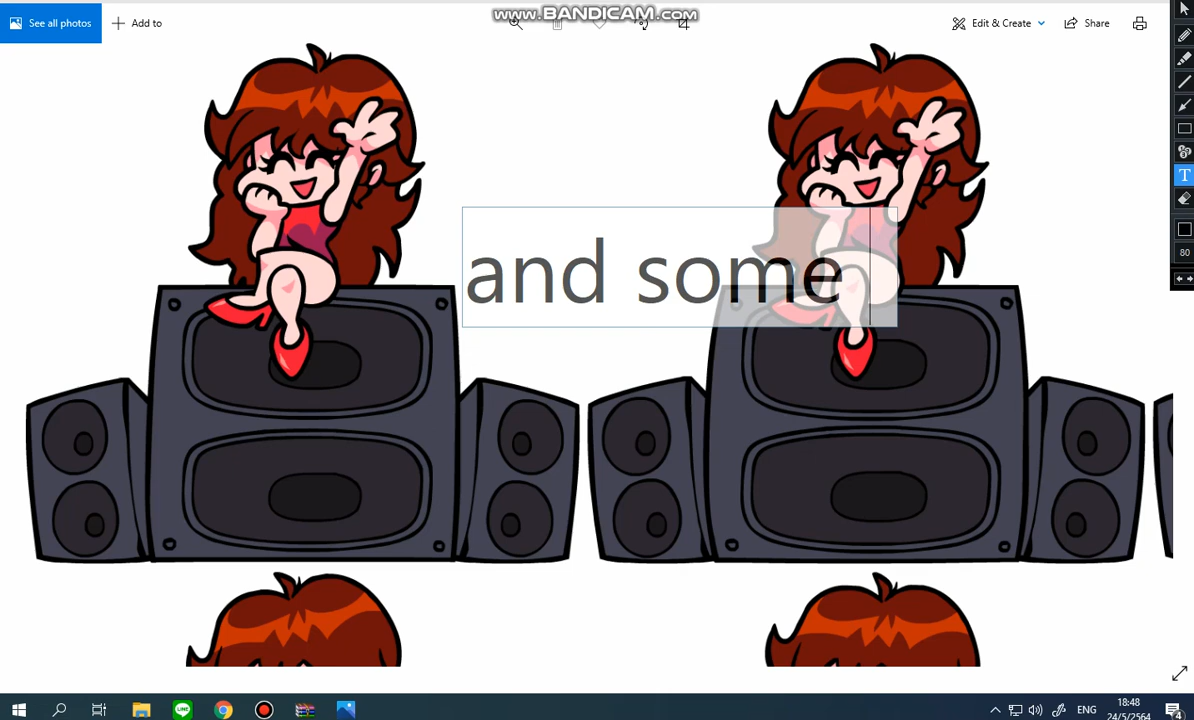 WWW.BANDICAM.COM
See all photos
Add to
Edit & Create
Share
and some
T
80
ENG
18:48
24/5/2564
4